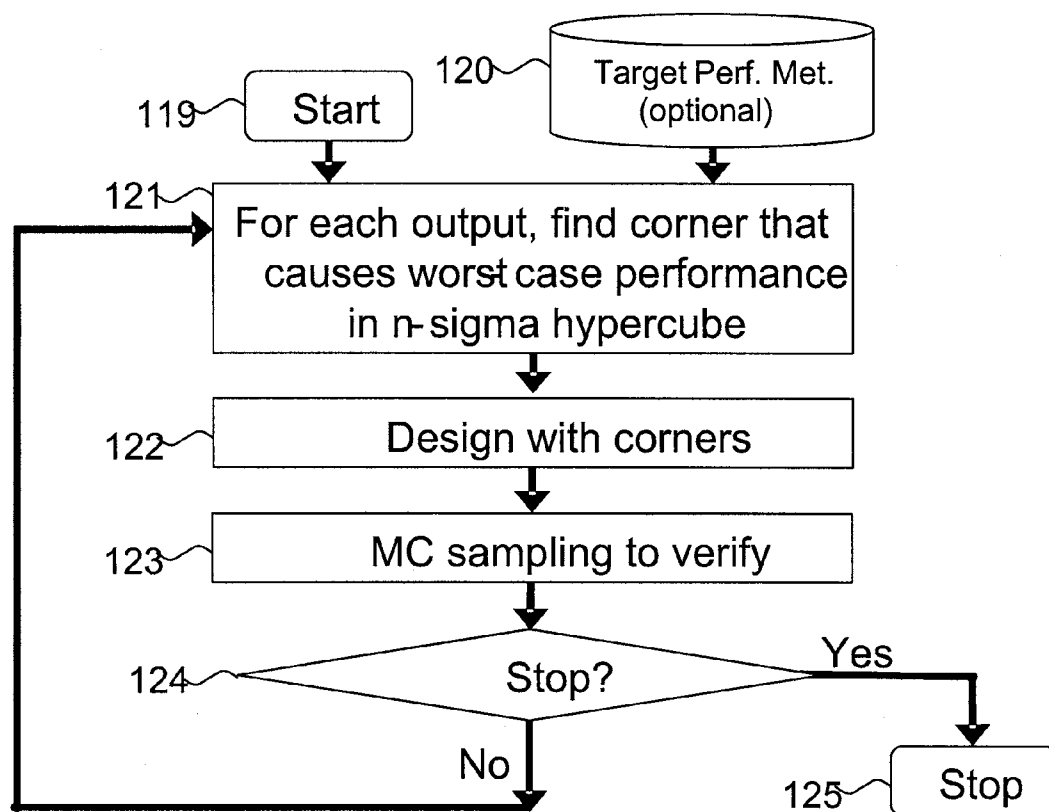 120
Target Perf. Met.
(optional)
119
Start
121
For each output, find corner that
causes worst case performance
in n-sigma hypercube
122
Design with corners
123
MC sampling to verify
124
Stop?
Yes
No
125
Stop